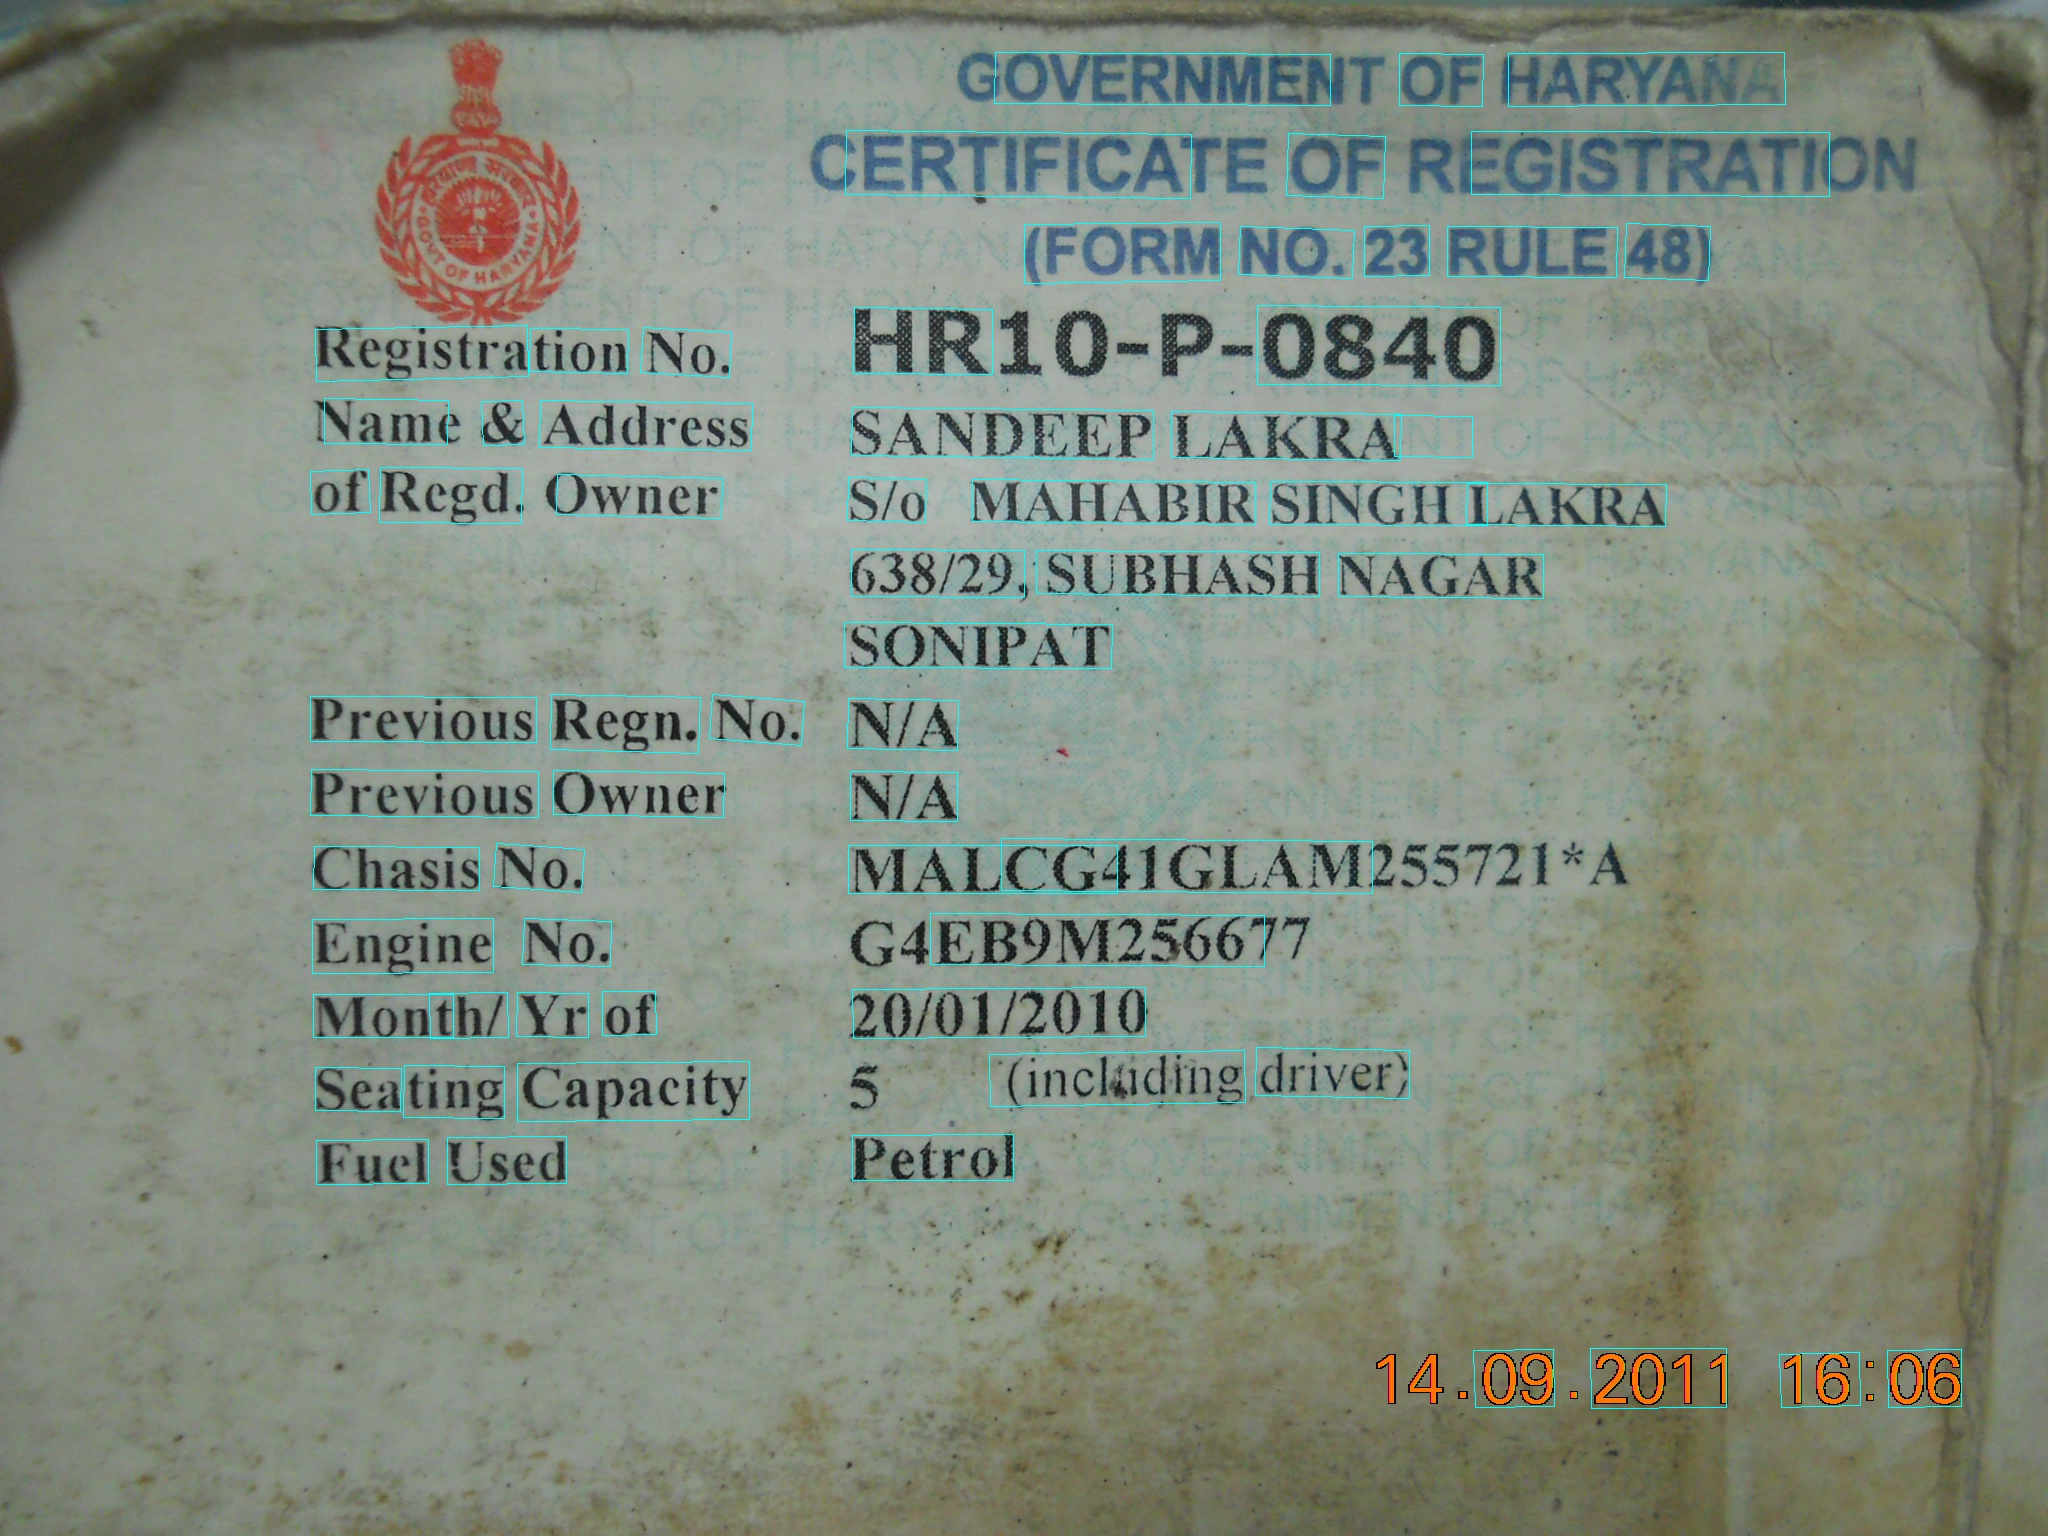 GOVERNMENT OF HARYANA
CERTIFICATE OF REGISTRATION
(FORM NO. 23 RULE 48)
GOVT OF HARYANA
Registration No. HR10-P-0840
Name & Address SANDEEP LAKRA
of Regd. Owner S/o MAHABIR SINGH LAKRA
638/29, SUBHASH NAGAR
SONIPAT
Previous Regn. No. N/A
Previous Owner N/A
Chasis No. MALCG41GLAM255721*A
Engine No. G4EB9M256677
Month/ Yr of 20/01/2010
Seating Capacity 5 (including driver)
Fuel Used Petrol
14.09.2011 16:06